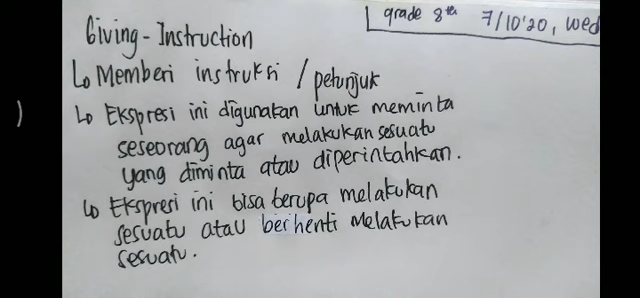 Giving - Instruction
grade 8th 7/10'20, Wed
↳ Memberi instruksi / petunjuk
↳ Ekspresi ini digunakan untuk meminta
seseorang agar melakukan sesuatu
yang diminta atau diperintahkan.
↳ Ekspresi ini bisa berupa melakukan
sesuatu atau berhenti melakukan
sesuatu.